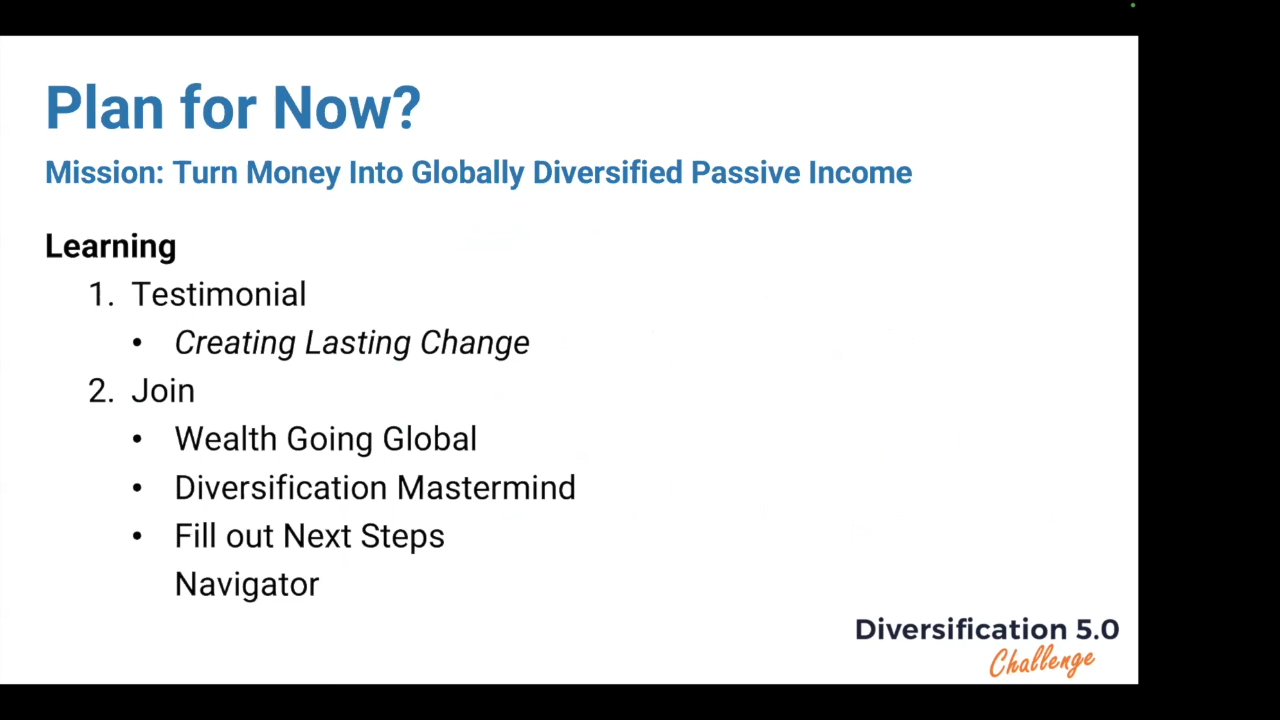 Plan for Now?
Mission: Turn Money Into Globally Diversified Passive Income
Learning
1. Testimonial
• Creating Lasting Change
2. Join
• Wealth Going Global
• Diversification Mastermind
• Fill out Next Steps
Navigator
Diversification 5.0
Challenge